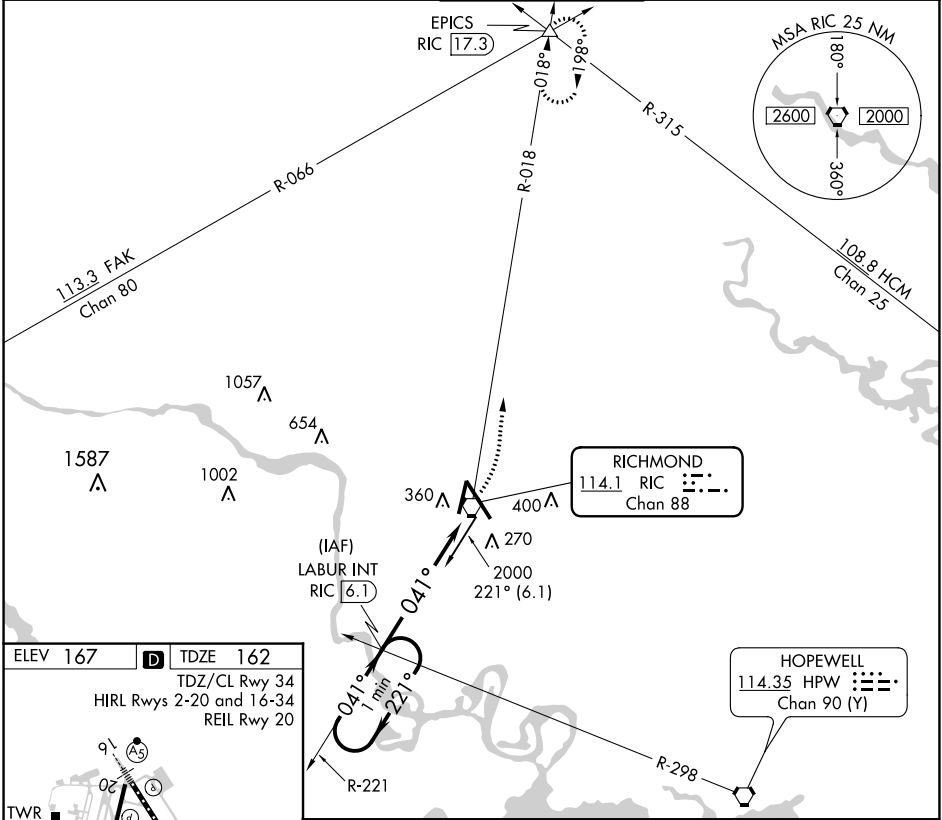 EPICS
RIC 17.3
018°
198°
MSA RIC 25 NM
180°
2600
2000
360°
R-315
R-066
R-018
113.3 FAK
Chan 80
108.8 HCM
Chan 25
1057
654
1587
1002
360
400
270
RICHMOND
114.1 RIC
Chan 88
(IAF)
LABUR INT
RIC 6.1
041°
2000
221° (6.1)
041°
1 min
221°
R-221
R-298
HOPEWELL
114.35 HPW
Chan 90 (Y)
ELEV 167
D
TDZE 162
TDZ/CL Rwy 34
HIRL Rwys 2-20 and 16-34
REIL Rwy 20
16
A5
20
TWR